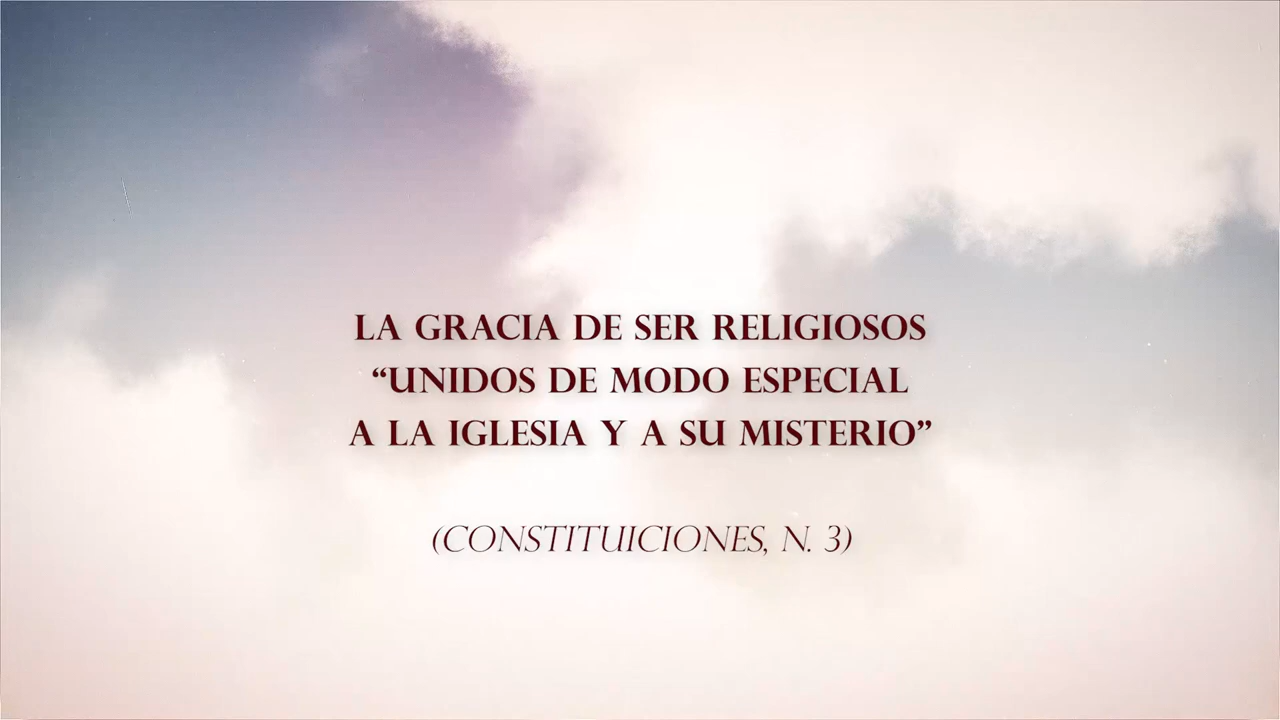 LA GRACIA DE SER RELIGIOSOS
“UNIDOS DE MODO ESPECIAL
A LA IGLESIA Y A SU MISTERIO”
(CONSTITUICIONES, N. 3)